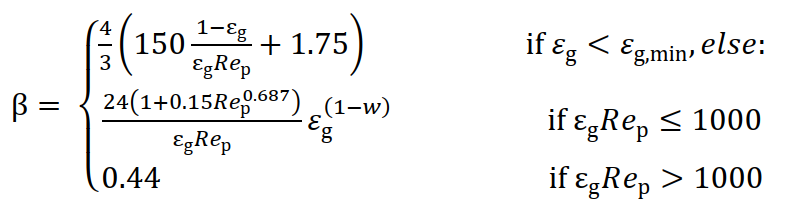 β = { 4/3 (150 (1−ε_g)/(ε_g Re_p) + 1.75) if ε_g < ε_g,min, else:
24(1+0.15Re_p^0.687)/(ε_g Re_p) ε_g^(1−w) if ε_g Re_p ≤ 1000
0.44 if ε_g Re_p > 1000